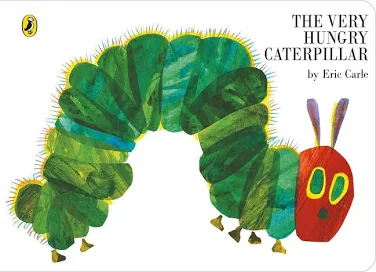 THE VERY
HUNGRY
CATERPILLAR
by Eric Carle